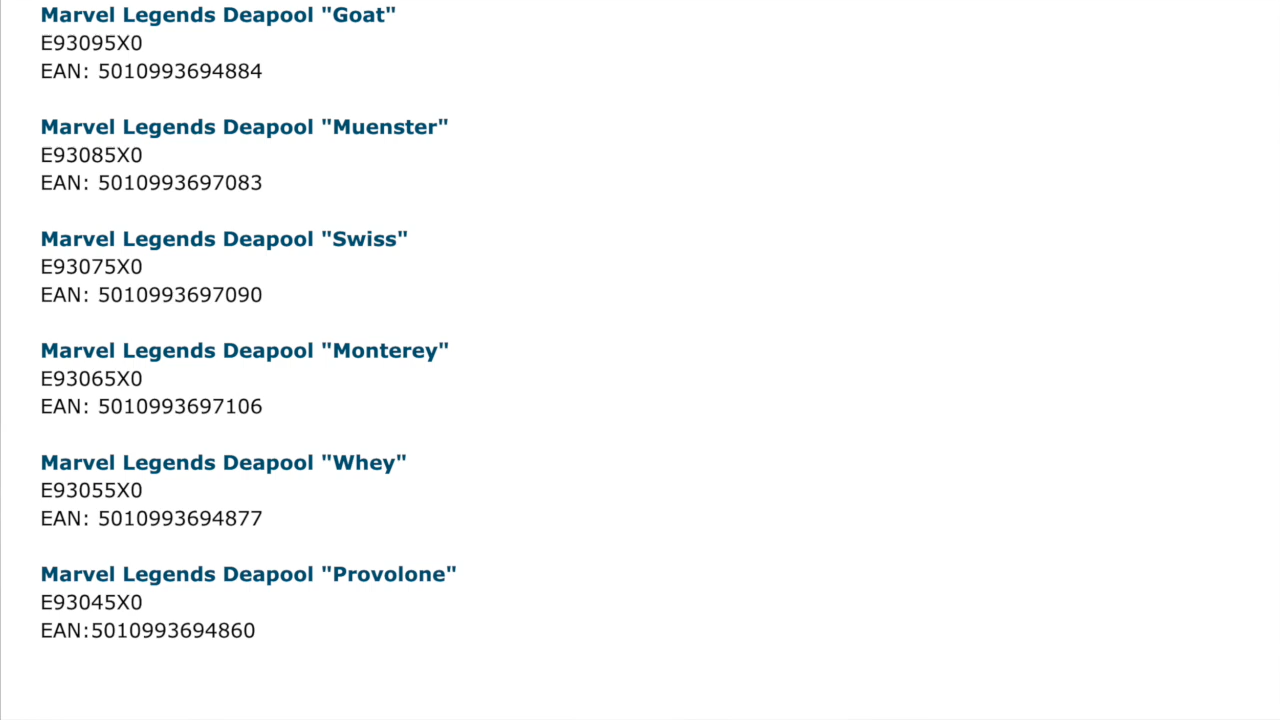 Marvel Legends Deapool "Goat"
E93095X0
EAN: 5010993694884
Marvel Legends Deapool "Muenster"
E93085X0
EAN: 5010993697083
Marvel Legends Deapool "Swiss"
E93075X0
EAN: 5010993697090
Marvel Legends Deapool "Monterey"
E93065X0
EAN: 5010993697106
Marvel Legends Deapool "Whey"
E93055X0
EAN: 5010993694877
Marvel Legends Deapool "Provolone"
E93045X0
EAN:5010993694860